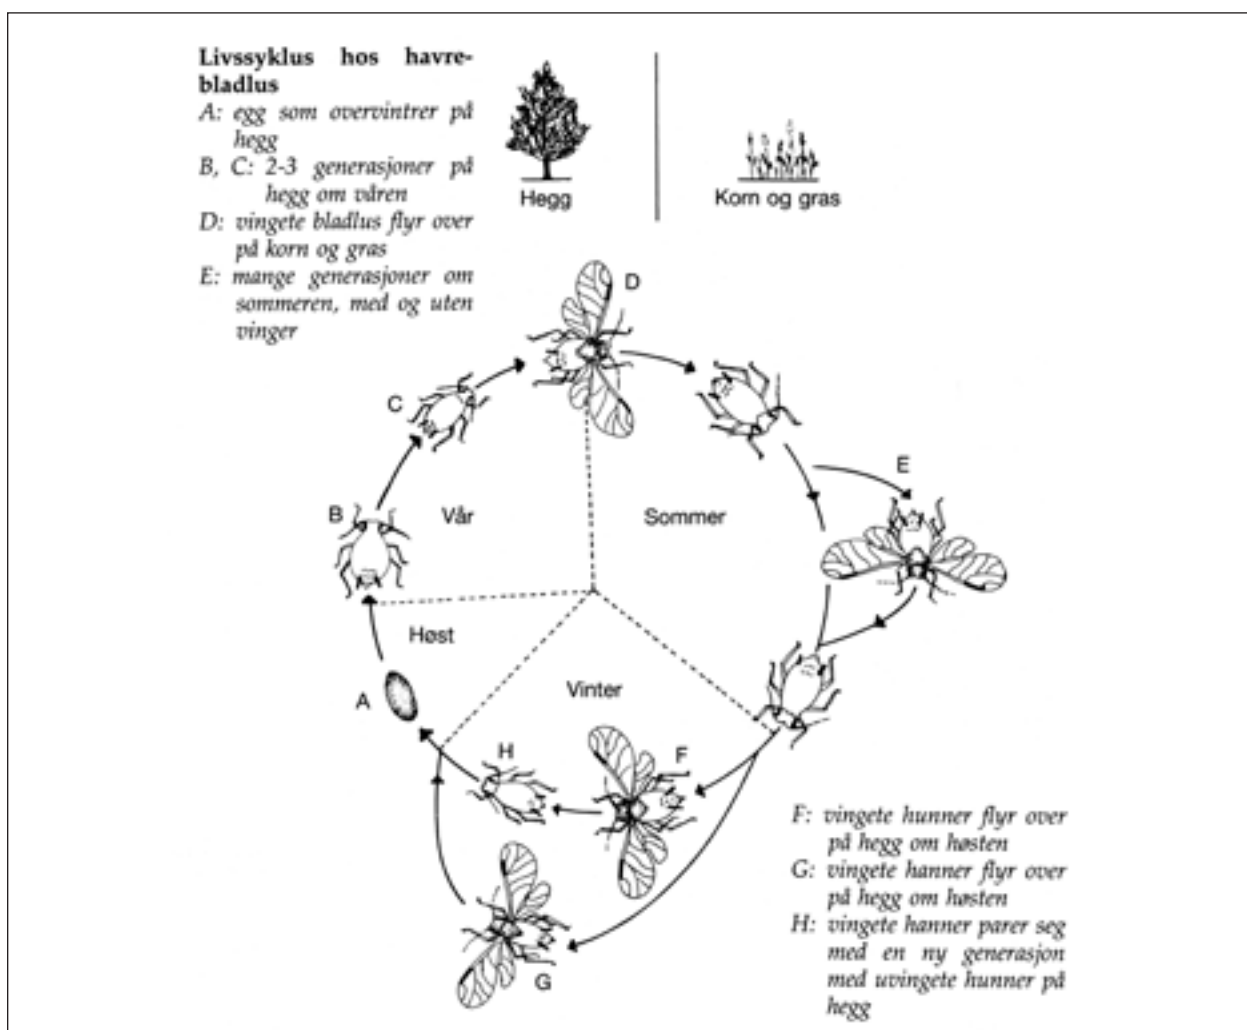 Livssyklus hos havre-
bladlus
A: egg som overvintrer på
hegg
B, C: 2-3 generasjoner på
hegg om våren
D: vingete bladlus flyr over
på korn og gras
E: mange generasjoner om
sommeren, med og uten
vinger
Hegg
Korn og gras
D
C
E
B
Vår
Sommer
Høst
A
Vinter
H
F
G
F: vingete hunner flyr over
på hegg om høsten
G: vingete hanner flyr over
på hegg om høsten
H: vingete hanner parer seg
med en ny generasjon
med uvingete hunner på
hegg